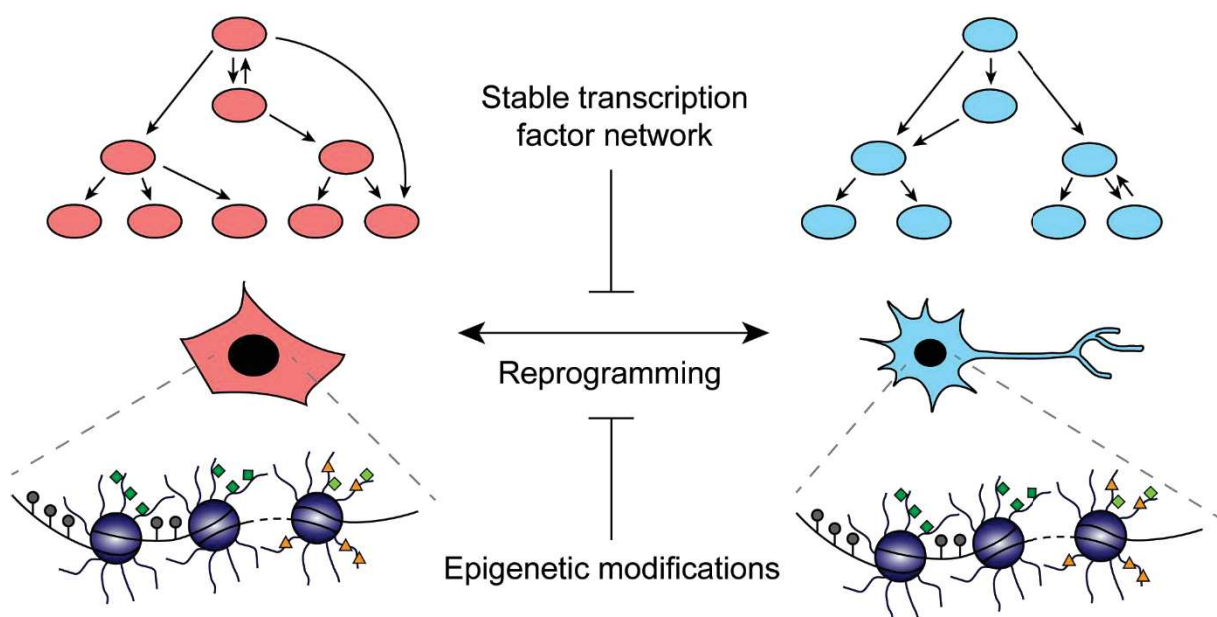 Stable transcription
factor network
Reprogramming
Epigenetic modifications